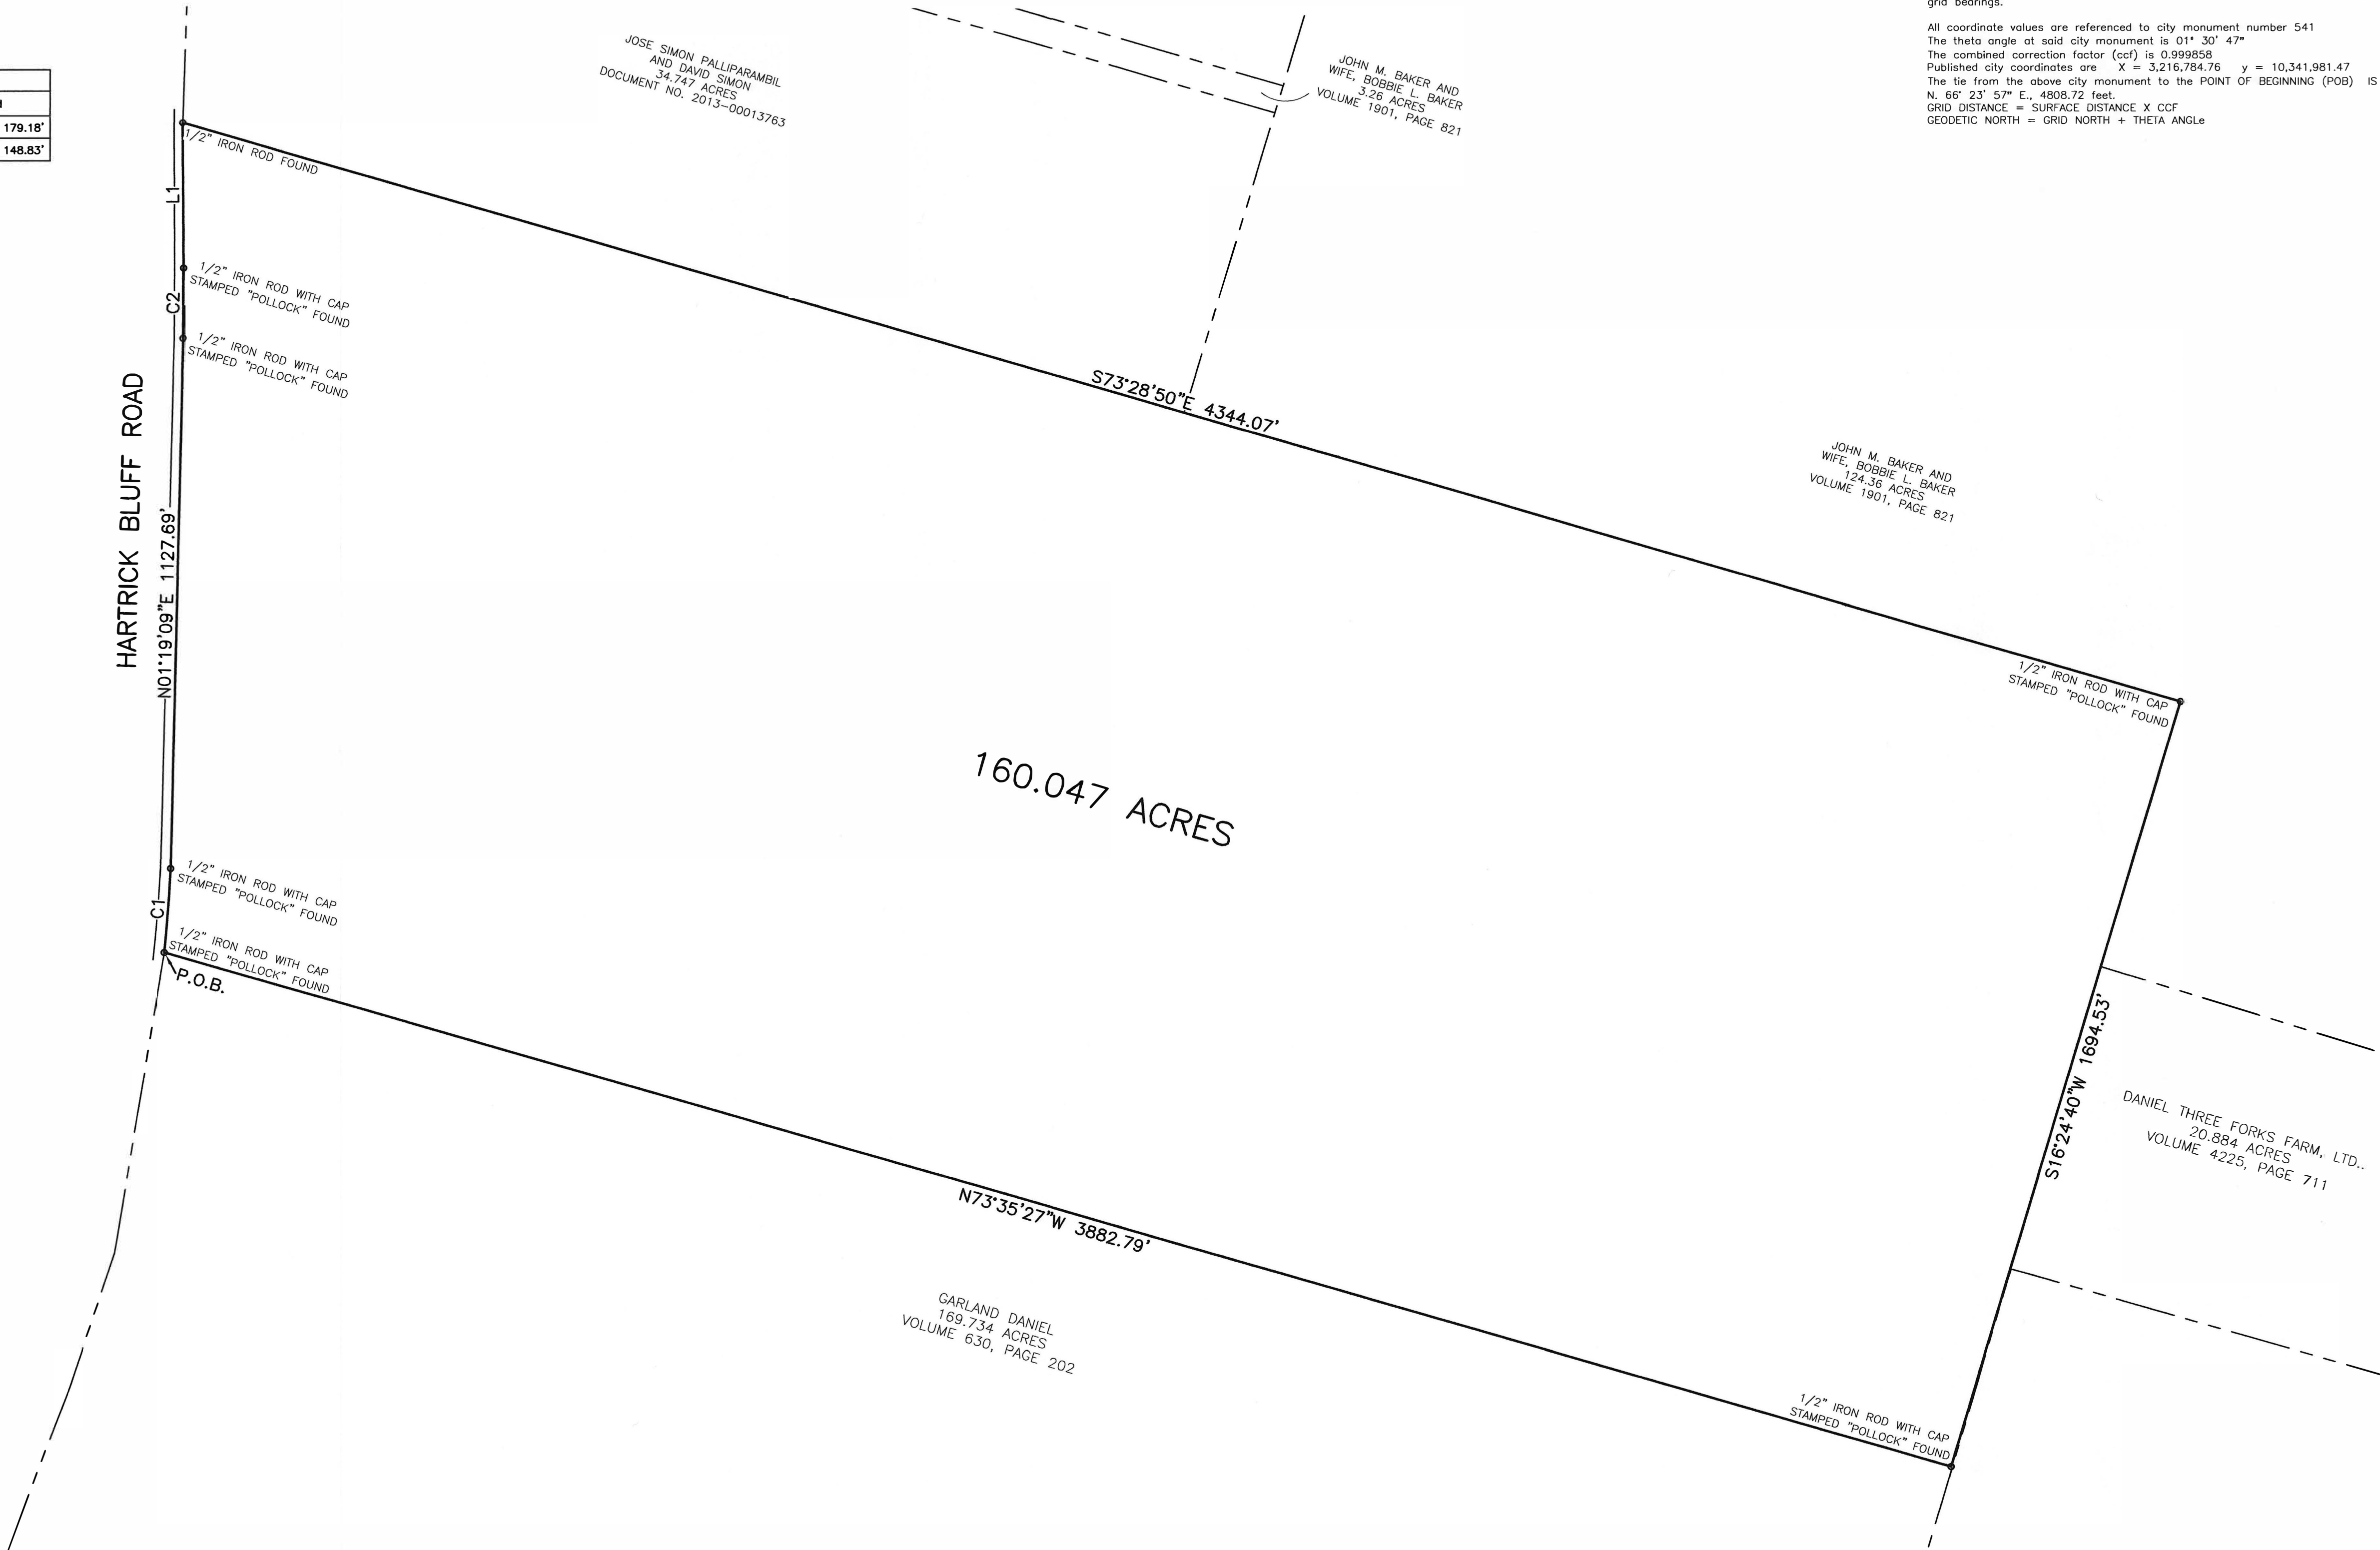 grid bearings.
All coordinate values are referenced to city monument number 541
The theta angle at said city monument is 01° 30' 47"
The combined correction factor (ccf) is 0.999858
Published city coordinates are X = 3,216,784.76 y = 10,341,981.47
The tie from the above city monument to the POINT OF BEGINNING (POB) IS
N. 66° 23' 57" E., 4808.72 feet.
GRID DISTANCE = SURFACE DISTANCE X CCF
GEODETIC NORTH = GRID NORTH + THETA ANGLe
179.18'
148.83'
JOSE SIMON PALLIPARAMBIL
AND DAVID SIMON
34.747 ACRES
DOCUMENT NO. 2013-00013763
JOHN M. BAKER AND
WIFE, BOBBIE L. BAKER
3.26 ACRES
VOLUME 1901, PAGE 821
1/2" IRON ROD FOUND
L1
1/2" IRON ROD WITH CAP
STAMPED "POLLOCK" FOUND
C2
1/2" IRON ROD WITH CAP
STAMPED "POLLOCK" FOUND
HARTRICK BLUFF ROAD
N01°19'09"E 1127.69'
S73°28'50"E 4344.07'
JOHN M. BAKER AND
WIFE, BOBBIE L. BAKER
124.36 ACRES
VOLUME 1901, PAGE 821
1/2" IRON ROD WITH CAP
STAMPED "POLLOCK" FOUND
160.047 ACRES
1/2" IRON ROD WITH CAP
STAMPED "POLLOCK" FOUND
C1
1/2" IRON ROD WITH CAP
STAMPED "POLLOCK" FOUND
P.O.B.
S16°24'40"W 1694.53'
DANIEL THREE FORKS FARM, LTD..
20.884 ACRES
VOLUME 4225, PAGE 711
N73°35'27"W 3882.79'
GARLAND DANIEL
169.734 ACRES
VOLUME 630, PAGE 202
1/2" IRON ROD WITH CAP
STAMPED "POLLOCK" FOUND